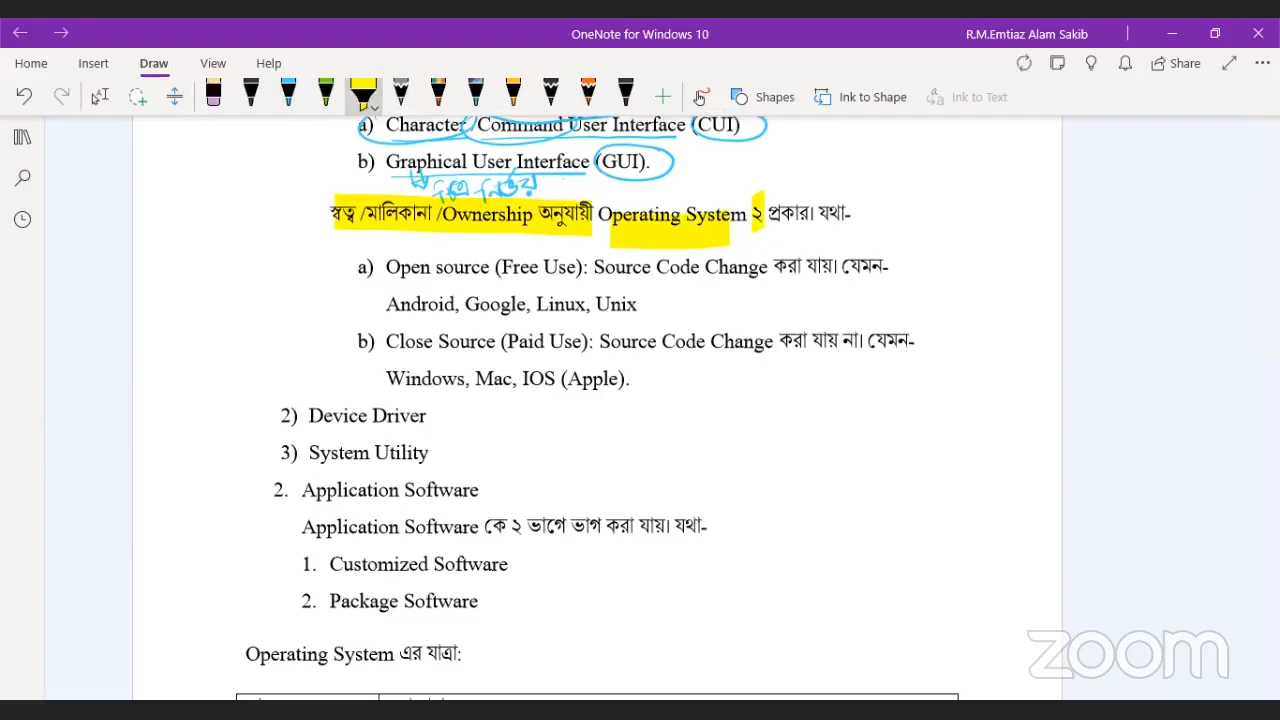 OneNote for Windows 10
R.M.Emtiaz Alam Sakib
Home Insert Draw View Help
Share
Shapes
Ink to Shape
Ink to Text
a) Character/Command User Interface (CUI)
b) Graphical User Interface (GUI).
চিত্র নির্ভর
স্বত্ব /মালিকানা /Ownership অনুযায়ী Operating System ২ প্রকার। যথা-
a) Open source (Free Use): Source Code Change করা যায়। যেমন-
Android, Google, Linux, Unix
b) Close Source (Paid Use): Source Code Change করা যায় না। যেমন-
Windows, Mac, IOS (Apple).
2) Device Driver
3) System Utility
2. Application Software
Application Software কে ২ ভাগে ভাগ করা যায়। যথা-
1. Customized Software
2. Package Software
Operating System এর যাত্রা:
zoom